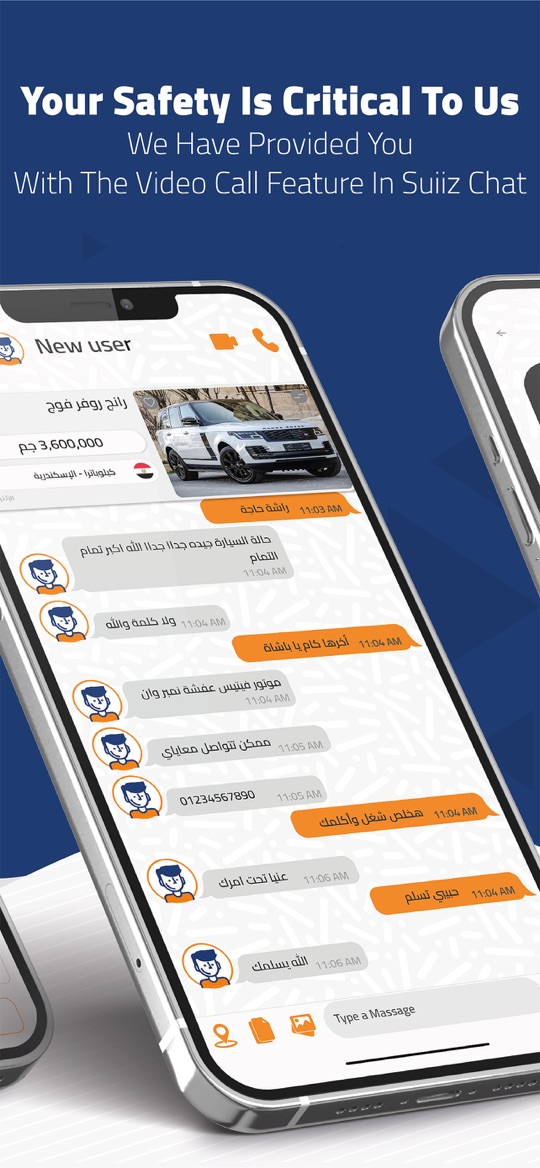 Your Safety Is Critical To Us
We Have Provided You
With The Video Call Feature In Suiiz Chat
New user
رانج روفر فوج
3,600,000 جم
كيلوباترا - الإسكندرية
راشة حاجة 11:03 AM
حالة السيارة جيده جداا جداا الله اكبر تمام
التمام
11:04 AM
ولا كلمة والله 11:04 AM
أخرها كام يا باشاة 11:04 AM
موتور فينيس عفشة نمبر وان
11:04 AM
ممكن تتواصل معاياي 11:05 AM
01234567890 11:05 AM
هخلص شغل وأكلمك 11:04 AM
عنيا تحت امرك 11:06 AM
حبيبي تسلم 11:04 AM
الله يسلمك 11:06 AM
Type a Massage